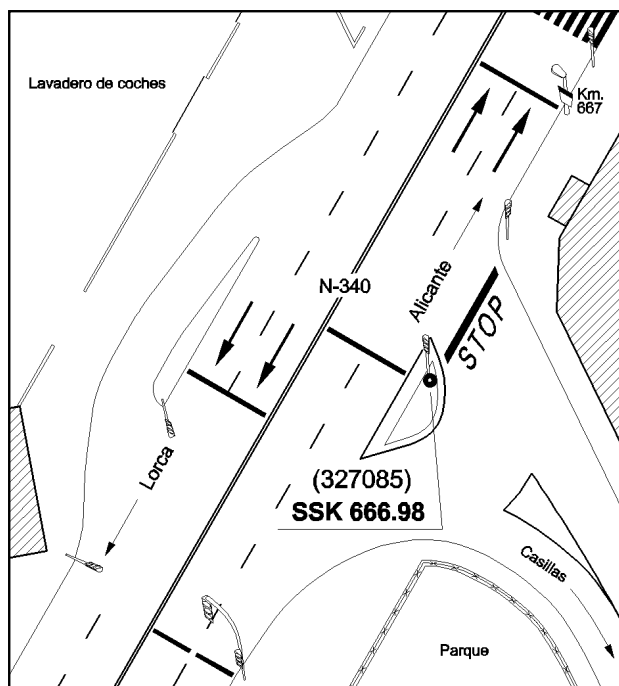 Lavadero de coches
Km.
667
N-340
Alicante
STOP
Lorca
(327085)
SSK 666.98
Casillas
Parque